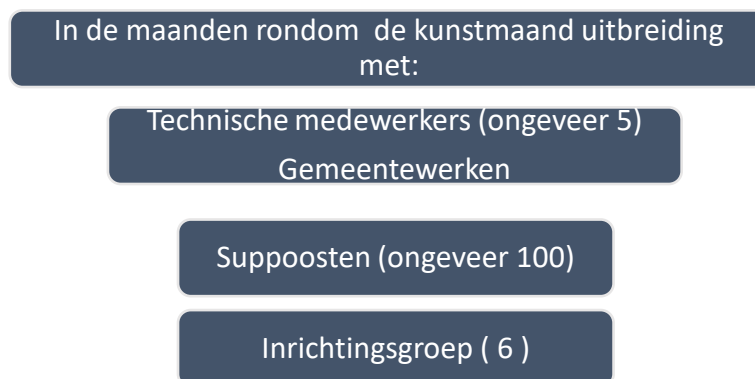 In de maanden rondom  de kunstmaand uitbreiding
met:
Technische medewerkers (ongeveer 5)
Gemeentewerken
Suppoosten (ongeveer 100)
Inrichtingsgroep ( 6 )